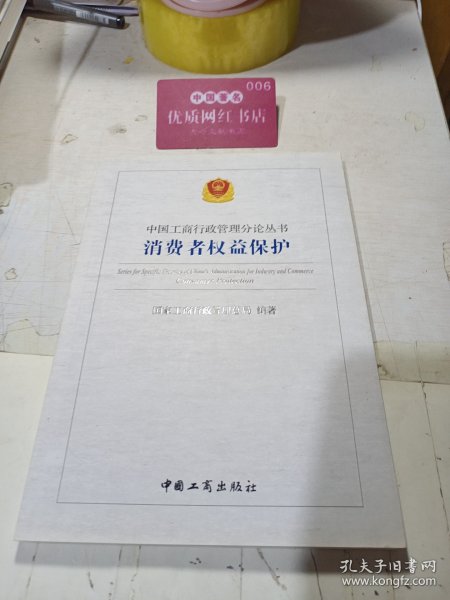 006
中国著名
优质网红书店
中国工商行政管理分论丛书
消费者权益保护
Series for Specific Theories of China's Administration for Industry and Commerce
Consumer Protection
国家工商行政管理总局 编著
中国工商出版社
孔夫子旧书网
www.kongfz.com